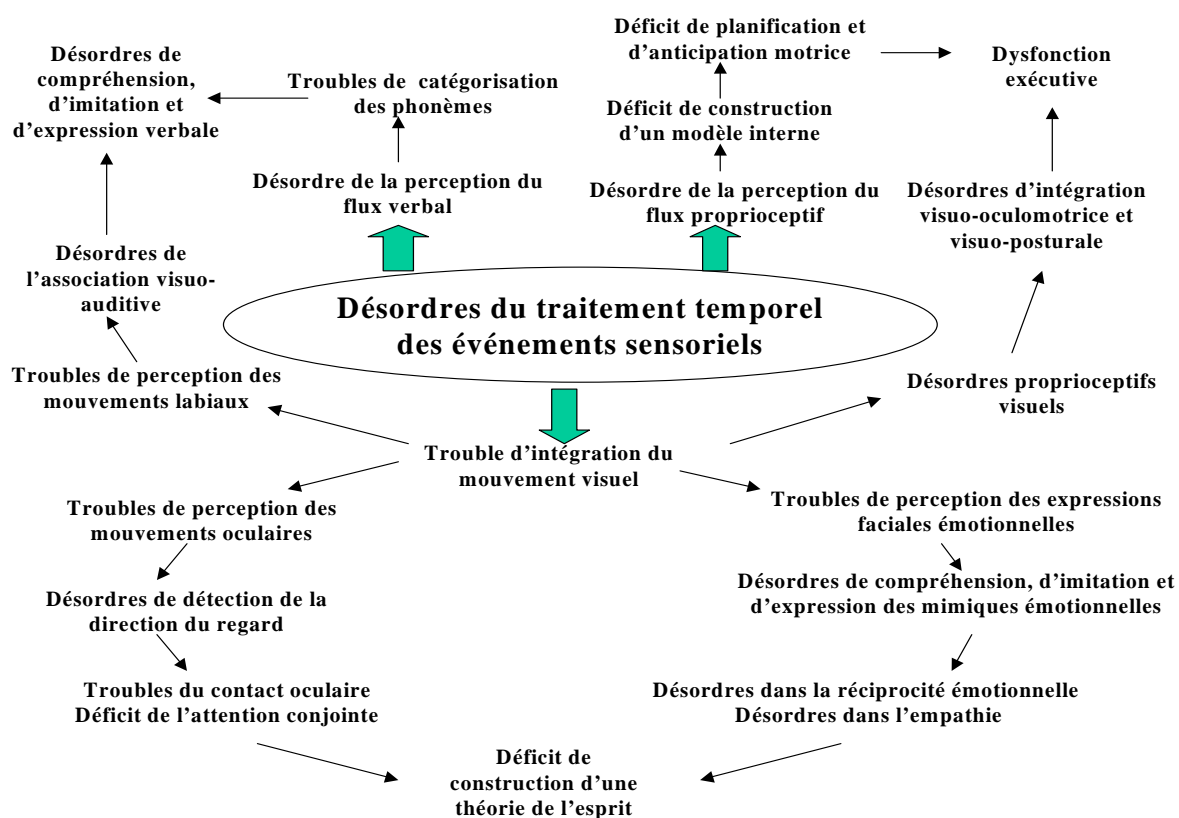 Déficit de planification et
d’anticipation motrice
Désordres de
compréhension,
d’imitation et
d’expression verbale
Troubles de catégorisation
des phonèmes
Dysfonction
exécutive
Déficit de construction
d’un modèle interne
Désordre de la perception du
flux verbal
Désordre de la perception du
flux proprioceptif
Désordres d’intégration
visuo-oculomotrice et
visuo-posturale
Désordres de
l’association visuo-
auditive
Désordres du traitement temporel
des événements sensoriels
Troubles de perception des
mouvements labiaux
Désordres proprioceptifs
visuels
Trouble d’intégration du
mouvement visuel
Troubles de perception des
mouvements oculaires
Troubles de perception des expressions
faciales émotionnelles
Désordres de détection de la
direction du regard
Désordres de compréhension, d’imitation et
d’expression des mimiques émotionnelles
Troubles du contact oculaire
Déficit de l’attention conjointe
Désordres dans la réciprocité émotionnelle
Désordres dans l’empathie
Déficit de
construction d’une
théorie de l’esprit